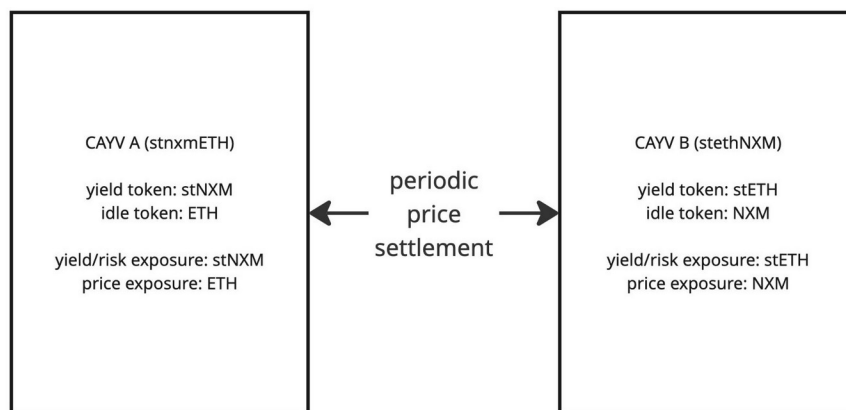 CAYV A (stnxmETH)
yield token: stNXM
idle token: ETH
yield/risk exposure: stNXM
price exposure: ETH
periodic
price
settlement
CAYV B (stethNXM)
yield token: stETH
idle token: NXM
yield/risk exposure: stETH
price exposure: NXM